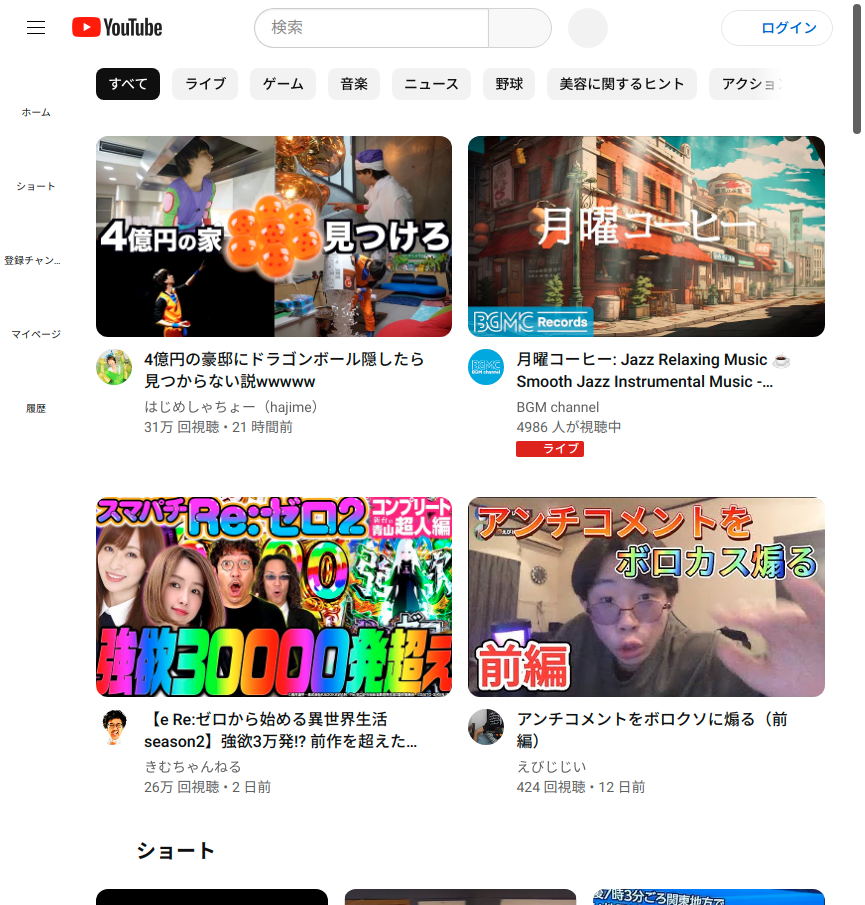 YouTube
検索
ログイン
すべて
ライブ
ゲーム
音楽
ニュース
野球
美容に関するヒント
アクショ
ホーム
ショート
登録チャン...
マイページ
履歴
4億円の家
見つけろ
月曜コーヒー
BGMC Records
4億円の豪邸にドラゴンボール隠したら
見つからない説wwwww
はじめしゃちょー（hajime）
31万 回視聴・21 時間前
月曜コーヒー: Jazz Relaxing Music ☕
Smooth Jazz Instrumental Music -...
BGM channel
4986 人が視聴中
ライブ
スマパチ Re:ゼロ2
コンプリート
青山超人編
強欲
強欲30000発超え
アンチコメントを
ボロカス煽る
前編
【e Re:ゼロから始める異世界生活
season2】強欲3万発!? 前作を超えた...
きむちゃんねる
26万 回視聴・2 日前
アンチコメントをボロクソに煽る（前
編）
えびじじい
424 回視聴・12 日前
ショート
7時3分ごろ関東地方で